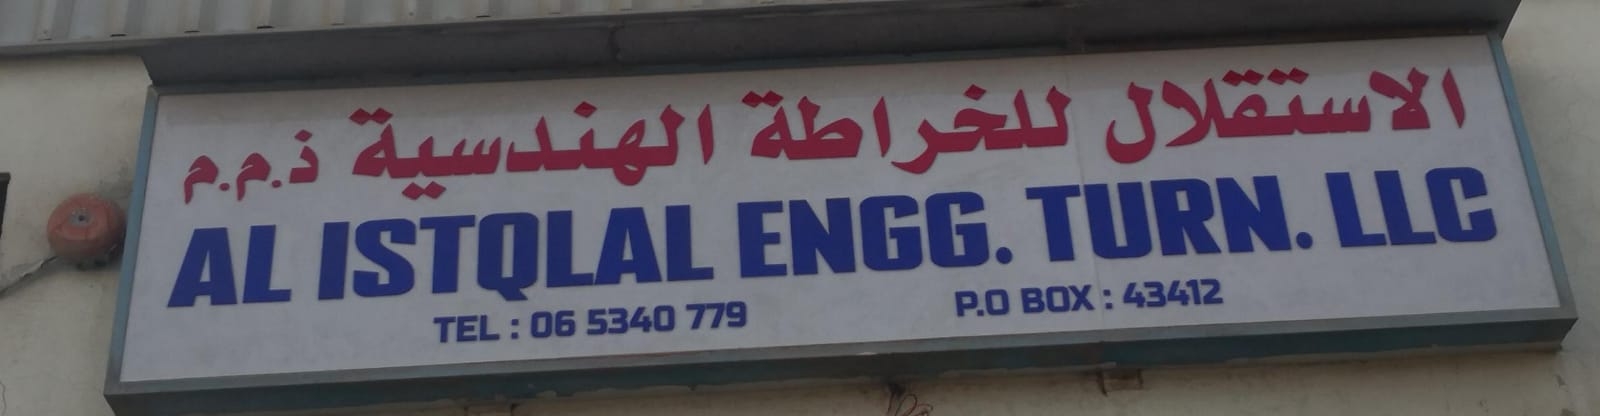 الاستقلال للخراطة الهندسية ذ.م.م
AL ISTQLAL ENGG. TURN. LLC
TEL : 06 5340 779 P.O BOX : 43412